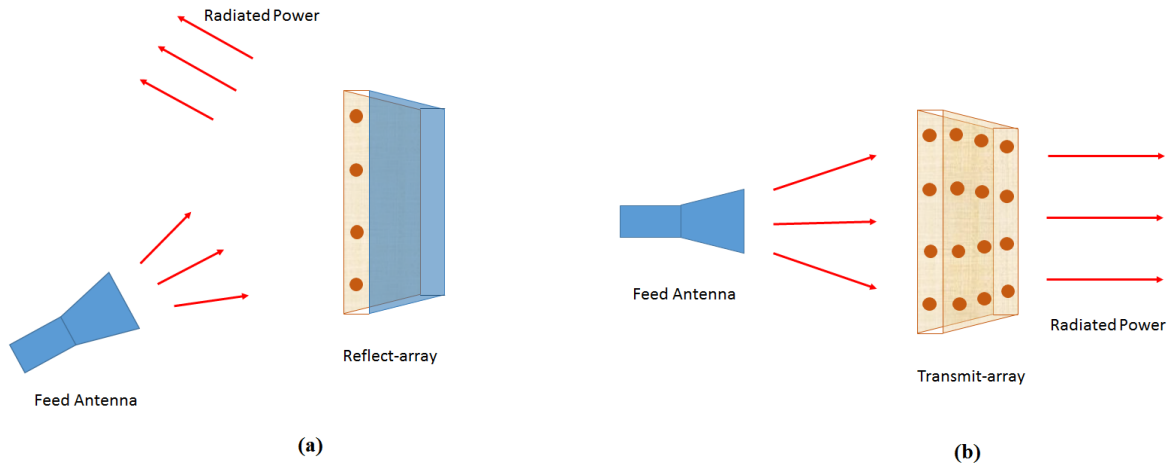 Radiated Power
Reflect-array
Feed Antenna
(a)
Feed Antenna
Radiated Power
Transmit-array
(b)